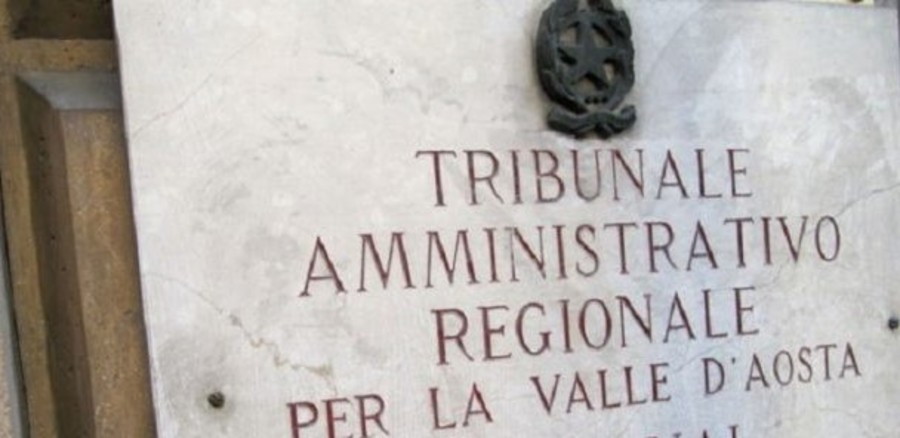 TRIBUNALE
AMMINISTRATIVO
REGIONALE
PER LA VALLE D'AOSTA